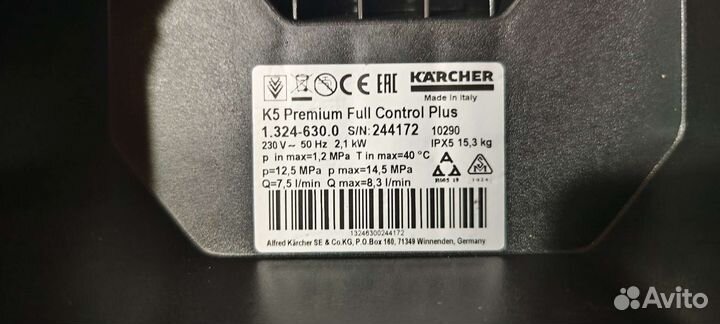 CE EAC KÄRCHER
Made in Italy
K5 Premium Full Control Plus
1.324-630.0 S/N: 244172 10290
230 V ~ 50 Hz 2,1 kW IPX5 15,3 kg
p in max=1,2 MPa T in max=40 °C
p=12,5 MPa p max=14,5 MPa
Q=7,5 l/min Q max=8,3 l/min
13246300244172
Alfred Kärcher SE & Co.KG, P.O.Box 160, 71349 Winnenden, Germany
Avito